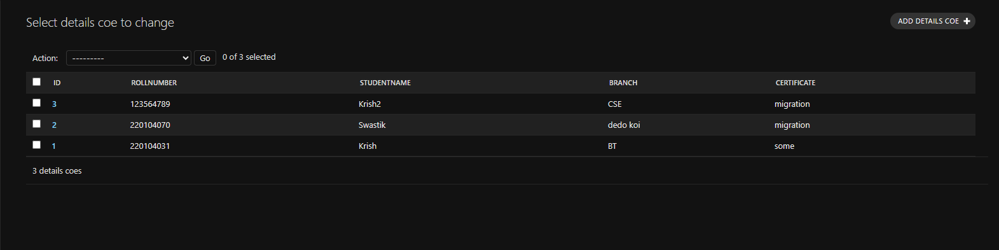 Select details coe to change
ADD DETAILS COE
Action: --------- Go 0 of 3 selected
ID ROLLNUMBER STUDENTNAME BRANCH CERTIFICATE
3 123564789 Krish2 CSE migration
2 220104070 Swastik dedo koi migration
1 220104031 Krish BT some
3 details coes